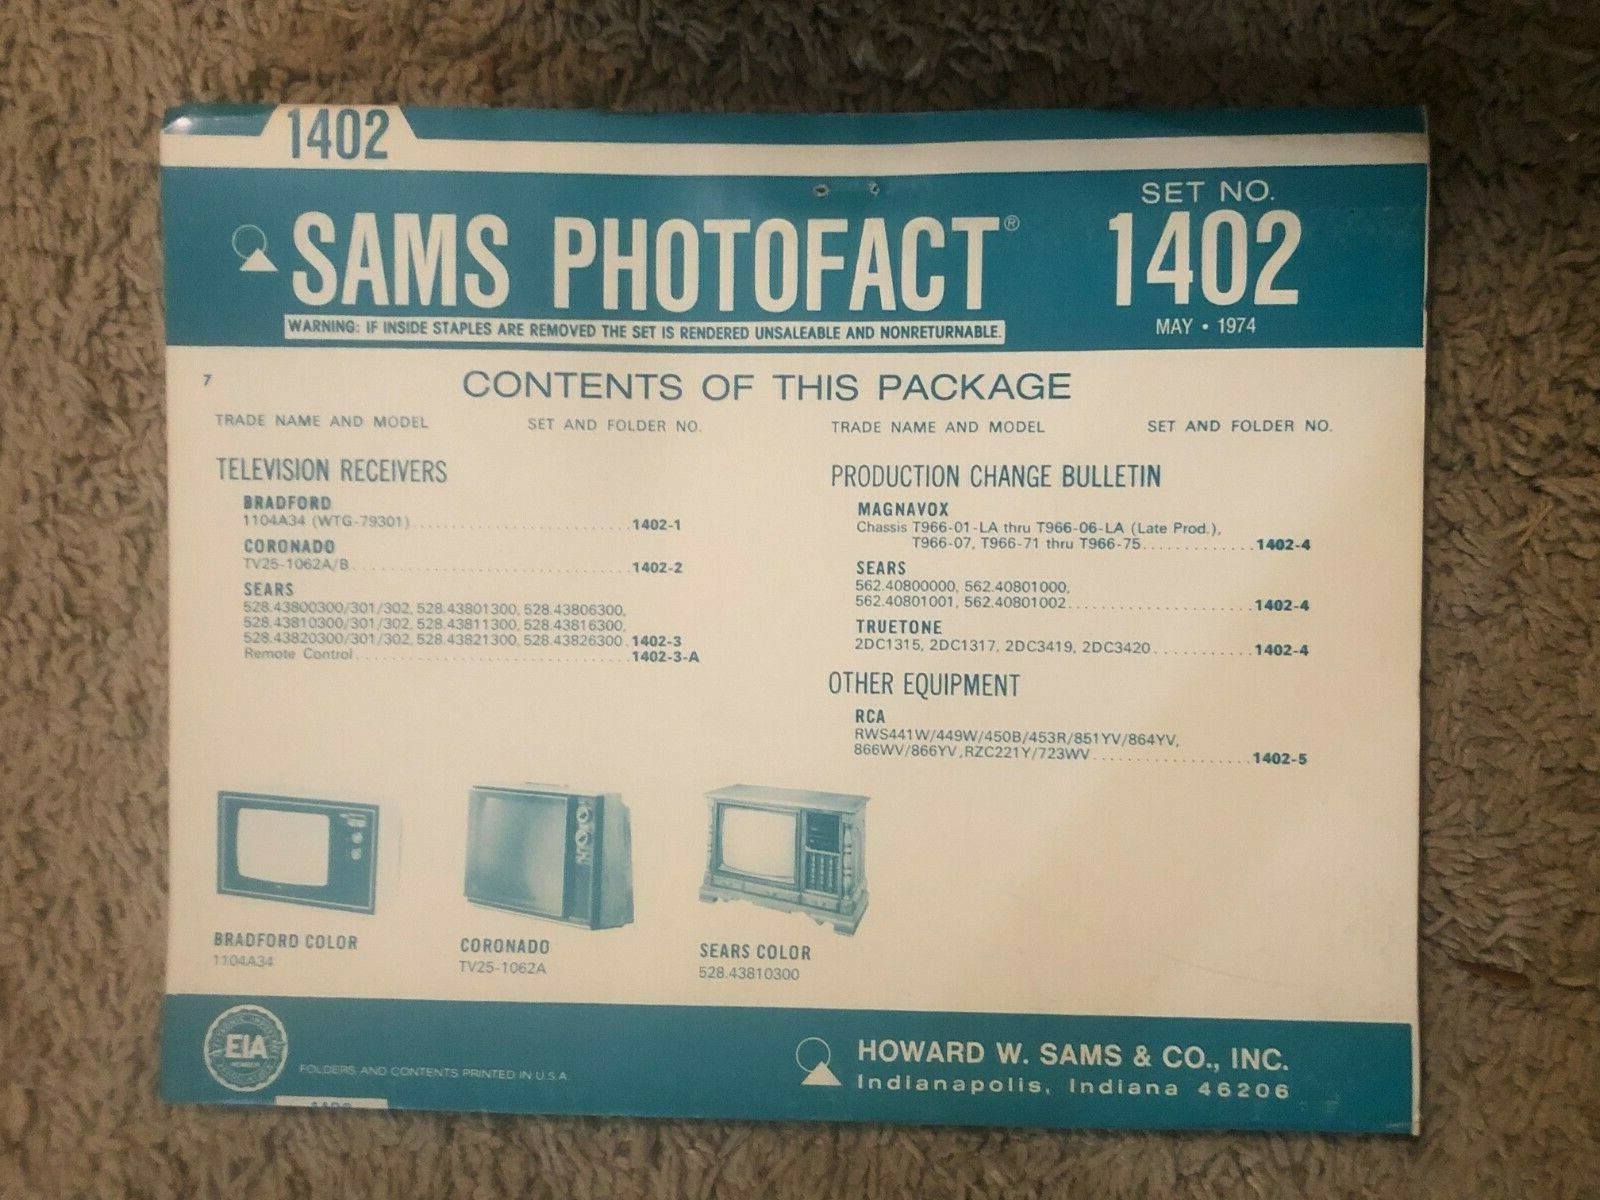 1402
SET NO.
SAMS PHOTOFACT®
1402
WARNING: IF INSIDE STAPLES ARE REMOVED THE SET IS RENDERED UNSALEABLE AND NONRETURNABLE.
MAY • 1974
7
CONTENTS OF THIS PACKAGE
TRADE NAME AND MODEL SET AND FOLDER NO.
TELEVISION RECEIVERS
BRADFORD
1104A34 (WTG-79301)..............................1402-1
CORONADO
TV25-1062A/B.....................................1402-2
SEARS
528.43800300/301/302, 528.43801300, 528.43806300,
528.43810300/301/302, 528.43811300, 528.43816300,
528.43820300/301/302, 528.43821300, 528.43826300.1402-3
Remote Control...................................1402-3-A
TRADE NAME AND MODEL SET AND FOLDER NO.
PRODUCTION CHANGE BULLETIN
MAGNAVOX
Chassis T966-01-LA thru T966-06-LA (Late Prod.),
T966-07, T966-71 thru T966-75............1402-4
SEARS
562.40800000, 562.40801000,
562.40801001, 562.40801002....................1402-4
TRUETONE
2DC1315, 2DC1317, 2DC3419, 2DC3420...........1402-4
OTHER EQUIPMENT
RCA
RWS441W/449W/450B/453R/851YV/864YV,
866WV/866YV,RZC221Y/723WV..................1402-5
BRADFORD COLOR
1104A34
CORONADO
TV25-1062A
SEARS COLOR
528.43810300
EIA
MEMBER
FOLDERS AND CONTENTS PRINTED IN U.S.A.
HOWARD W. SAMS & CO., INC.
Indianapolis, Indiana 46206